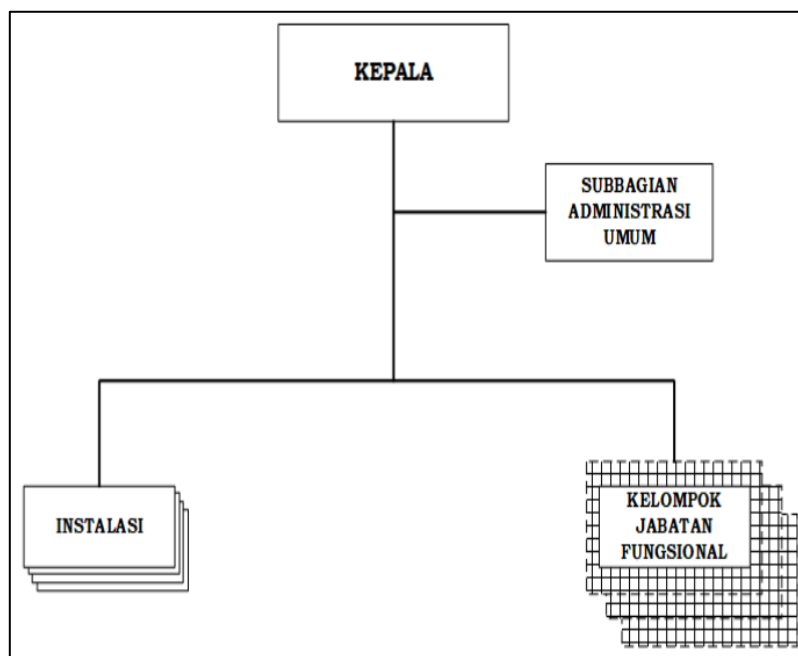 KEPALA
SUBBAGIAN
ADMINISTRASI
UMUM
INSTALASI
KELOMPOK
JABATAN
FUNGSIONAL